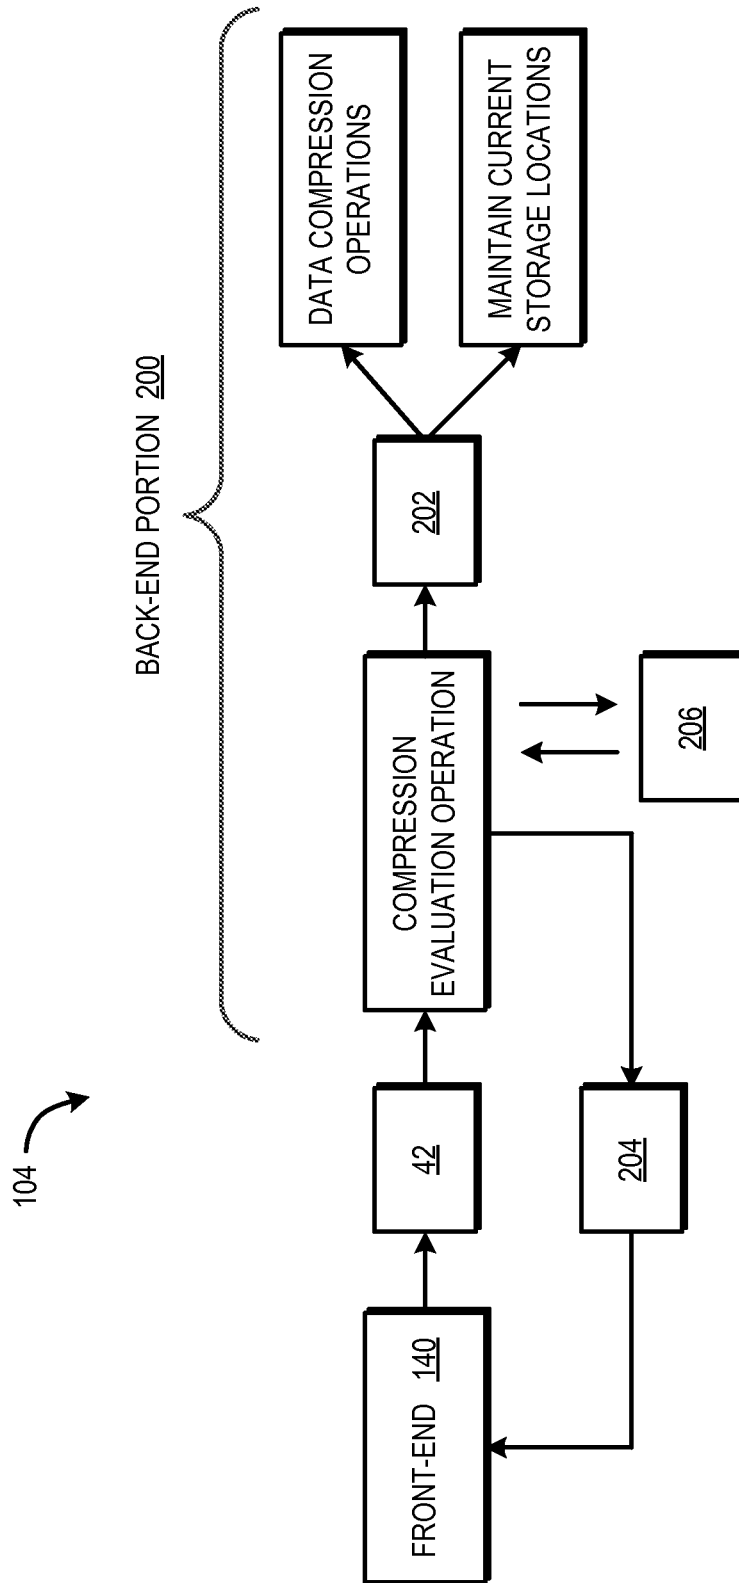 104
BACK-END PORTION 200
FRONT-END 140
42
COMPRESSION
EVALUATION OPERATION
202
DATA COMPRESSION
OPERATIONS
MAINTAIN CURRENT
STORAGE LOCATIONS
204
206